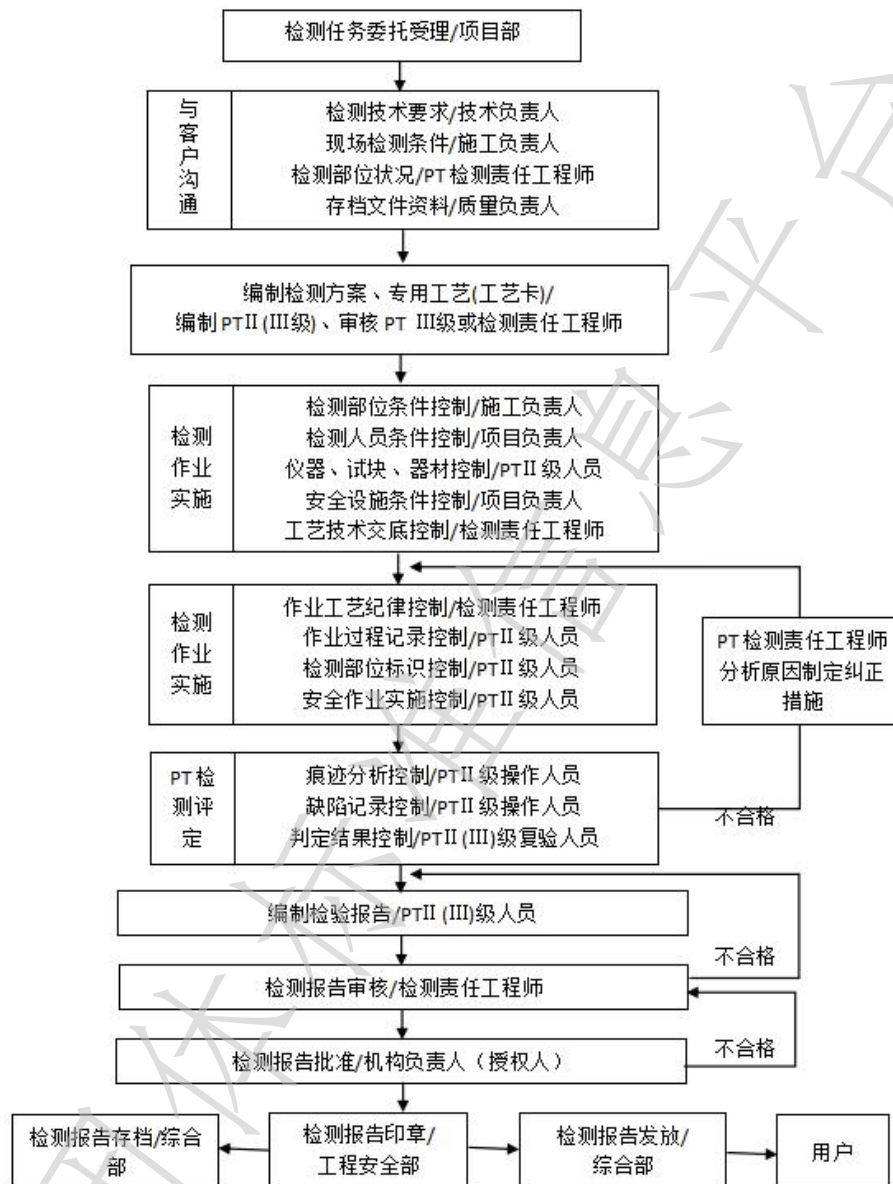 检测任务委托受理/项目部
与客户沟通
检测技术要求/技术负责人
现场检测条件/施工负责人
检测部位状况/PT检测责任工程师
存档文件资料/质量负责人
编制检测方案、专用工艺(工艺卡)/
编制PTⅡ(Ⅲ级)、审核PT Ⅲ级或检测责任工程师
检测
作业
实施
检测部位条件控制/施工负责人
检测人员条件控制/项目负责人
仪器、试块、器材控制/PTⅡ级人员
安全设施条件控制/项目负责人
工艺技术交底控制/检测责任工程师
检测
作业
实施
作业工艺纪律控制/检测责任工程师
作业过程记录控制/PTⅡ级人员
检测部位标识控制/PTⅡ级人员
安全作业实施控制/PTⅡ级人员
PT检测责任工程师
分析原因制定纠正
措施
PT检
测评
定
痕迹分析控制/PTⅡ级操作人员
缺陷记录控制/PTⅡ级操作人员
判定结果控制/PTⅡ(Ⅲ)级复验人员
不合格
编制检验报告/PTⅡ(Ⅲ)级人员
不合格
检测报告审核/检测责任工程师
不合格
检测报告批准/机构负责人（授权人）
检测报告存档/综合
部
检测报告印章/
工程安全部
检测报告发放/
综合部
用户
团体标准信息平台